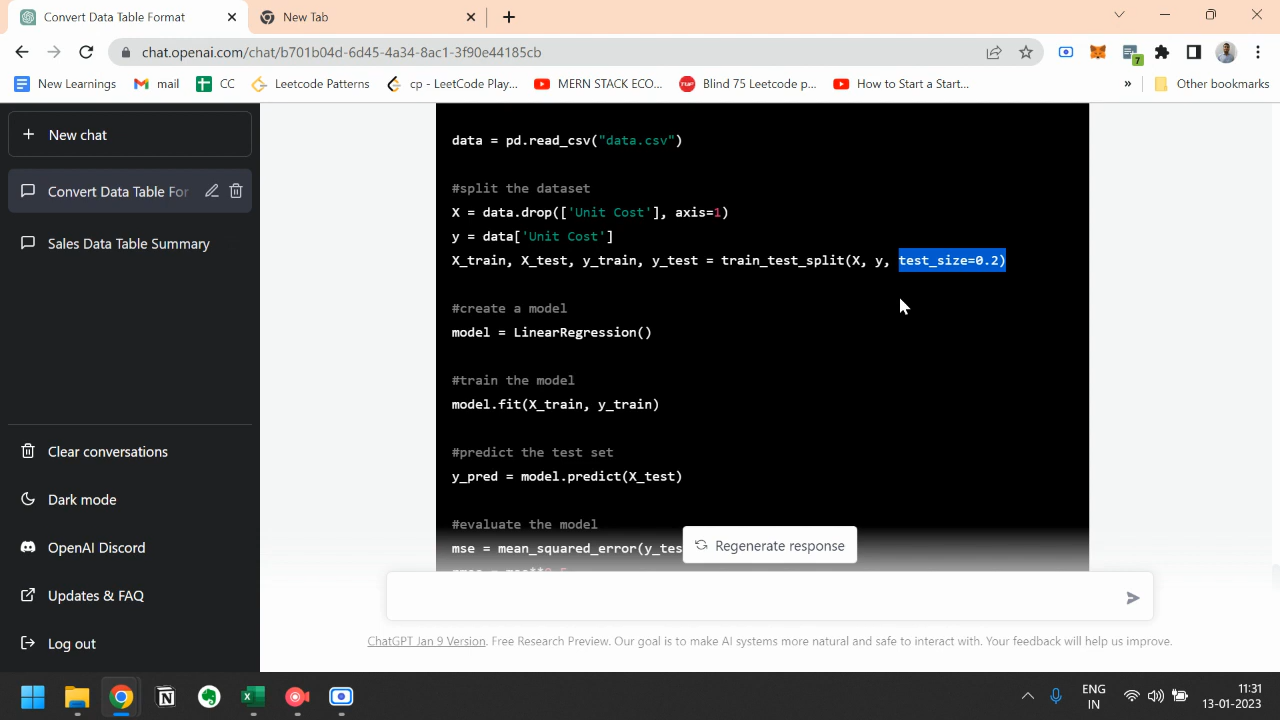 Convert Data Table Format
New Tab
chat.openai.com/chat/b701b04d-6d45-4a34-8ac1-3f90e44185cb
7
New Learnings
mail
CC
Leetcode Patterns
cp - LeetCode Play...
MERN STACK ECO...
Blind 75 Leetcode p...
How to Start a Start...
»
Other bookmarks
New chat
Convert Data Table For
Sales Data Table Summary
Clear conversations
Dark mode
OpenAI Discord
Updates & FAQ
Log out
data = pd.read_csv("data.csv")
#split the dataset
X = data.drop(['Unit Cost'], axis=1)
y = data['Unit Cost']
X_train, X_test, y_train, y_test = train_test_split(X, y, test_size=0.2)
#create a model
model = LinearRegression()
#train the model
model.fit(X_train, y_train)
#predict the test set
y_pred = model.predict(X_test)
#evaluate the model
mse = mean_squared_error(y_tes
Regenerate response
ChatGPT Jan 9 Version. Free Research Preview. Our goal is to make AI systems more natural and safe to interact with. Your feedback will help us improve.
ENG
IN
11:31
13-01-2023